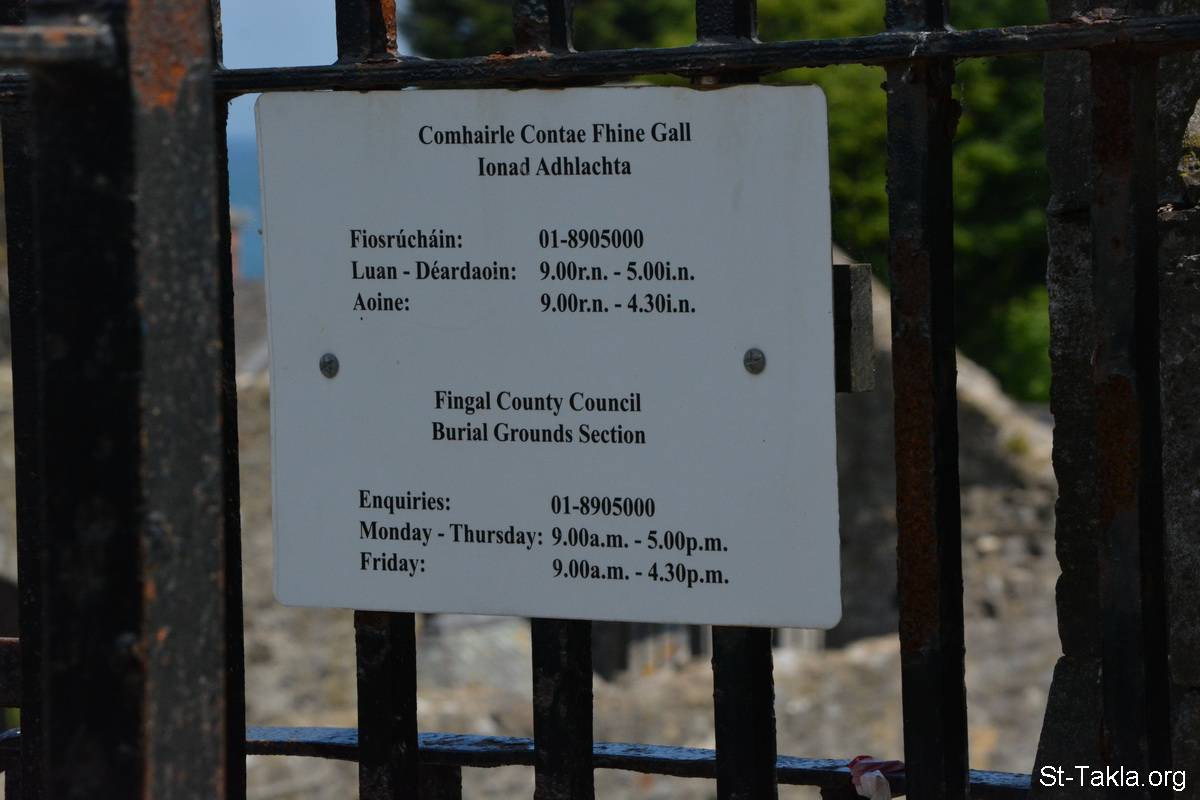 Comhairle Contae Fhine Gall
Ionad Adhlachta
Fiosrúcháin: 01-8905000
Luan - Déardaoin: 9.00r.n. - 5.00i.n.
Aoine: 9.00r.n. - 4.30i.n.
Fingal County Council
Burial Grounds Section
Enquiries: 01-8905000
Monday - Thursday: 9.00a.m. - 5.00p.m.
Friday: 9.00a.m. - 4.30p.m.
St-Takla.org